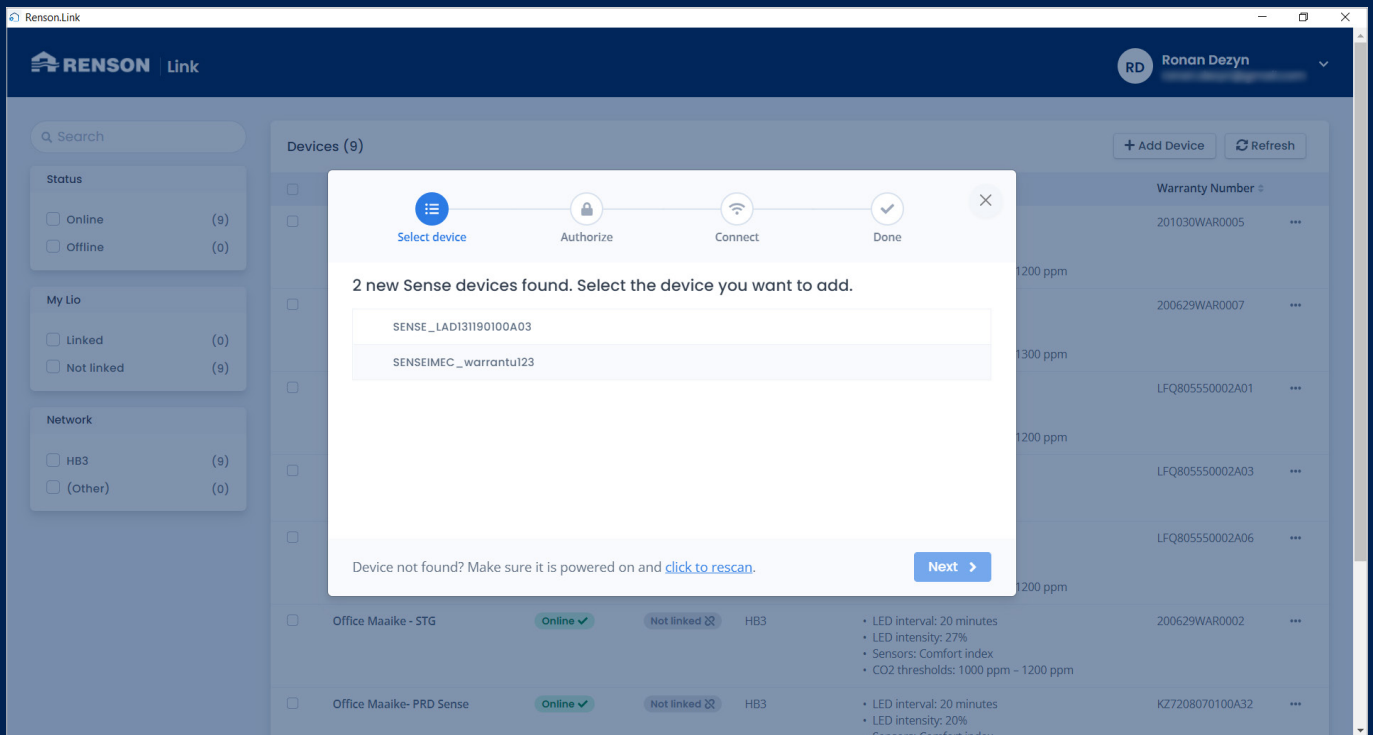 Renson.Link
RENSON Link
RD
Ronan Dezyn
Search
Status
Online (9)
Offline (0)
My Lio
Linked (0)
Not linked (9)
Network
HB3 (9)
(Other) (0)
Devices (9)
+ Add Device
Refresh
Warranty Number
201030WAR0005
1200 ppm
200629WAR0007
1300 ppm
LFQ805550002A01
1200 ppm
LFQ805550002A03
LFQ805550002A06
1200 ppm
Select device
Authorize
Connect
Done
2 new Sense devices found. Select the device you want to add.
SENSE_LAD131190100A03
SENSEIMEC_warrantu123
Device not found? Make sure it is powered on and click to rescan.
Next
Office Maaike - STG Online Not linked HB3 • LED interval: 20 minutes 200629WAR0002
• LED intensity: 27%
• Sensors: Comfort index
• CO2 thresholds: 1000 ppm – 1200 ppm
Office Maaike- PRD Sense Online Not linked HB3 • LED interval: 20 minutes KZ7208070100A32
• LED intensity: 20%
• Sensors: Comfort index